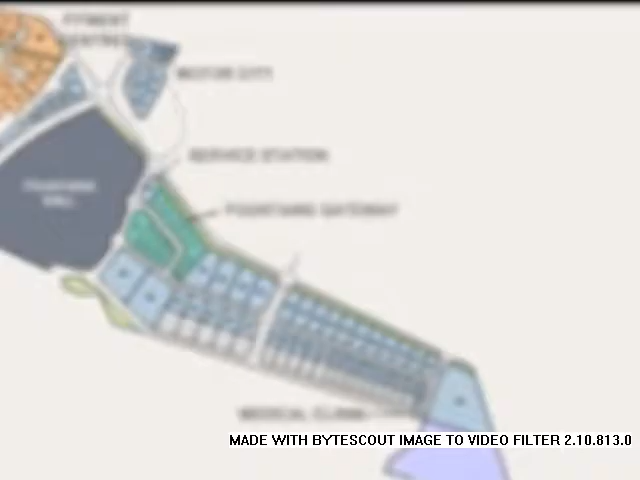 MOTOR CITY
SERVICE STATION
FOUNTAINS GATEWAY
FOUNTAINS
MALL
MEDICAL CLINIC
MADE WITH BYTESCOUT IMAGE TO VIDEO FILTER 2.10.813.0